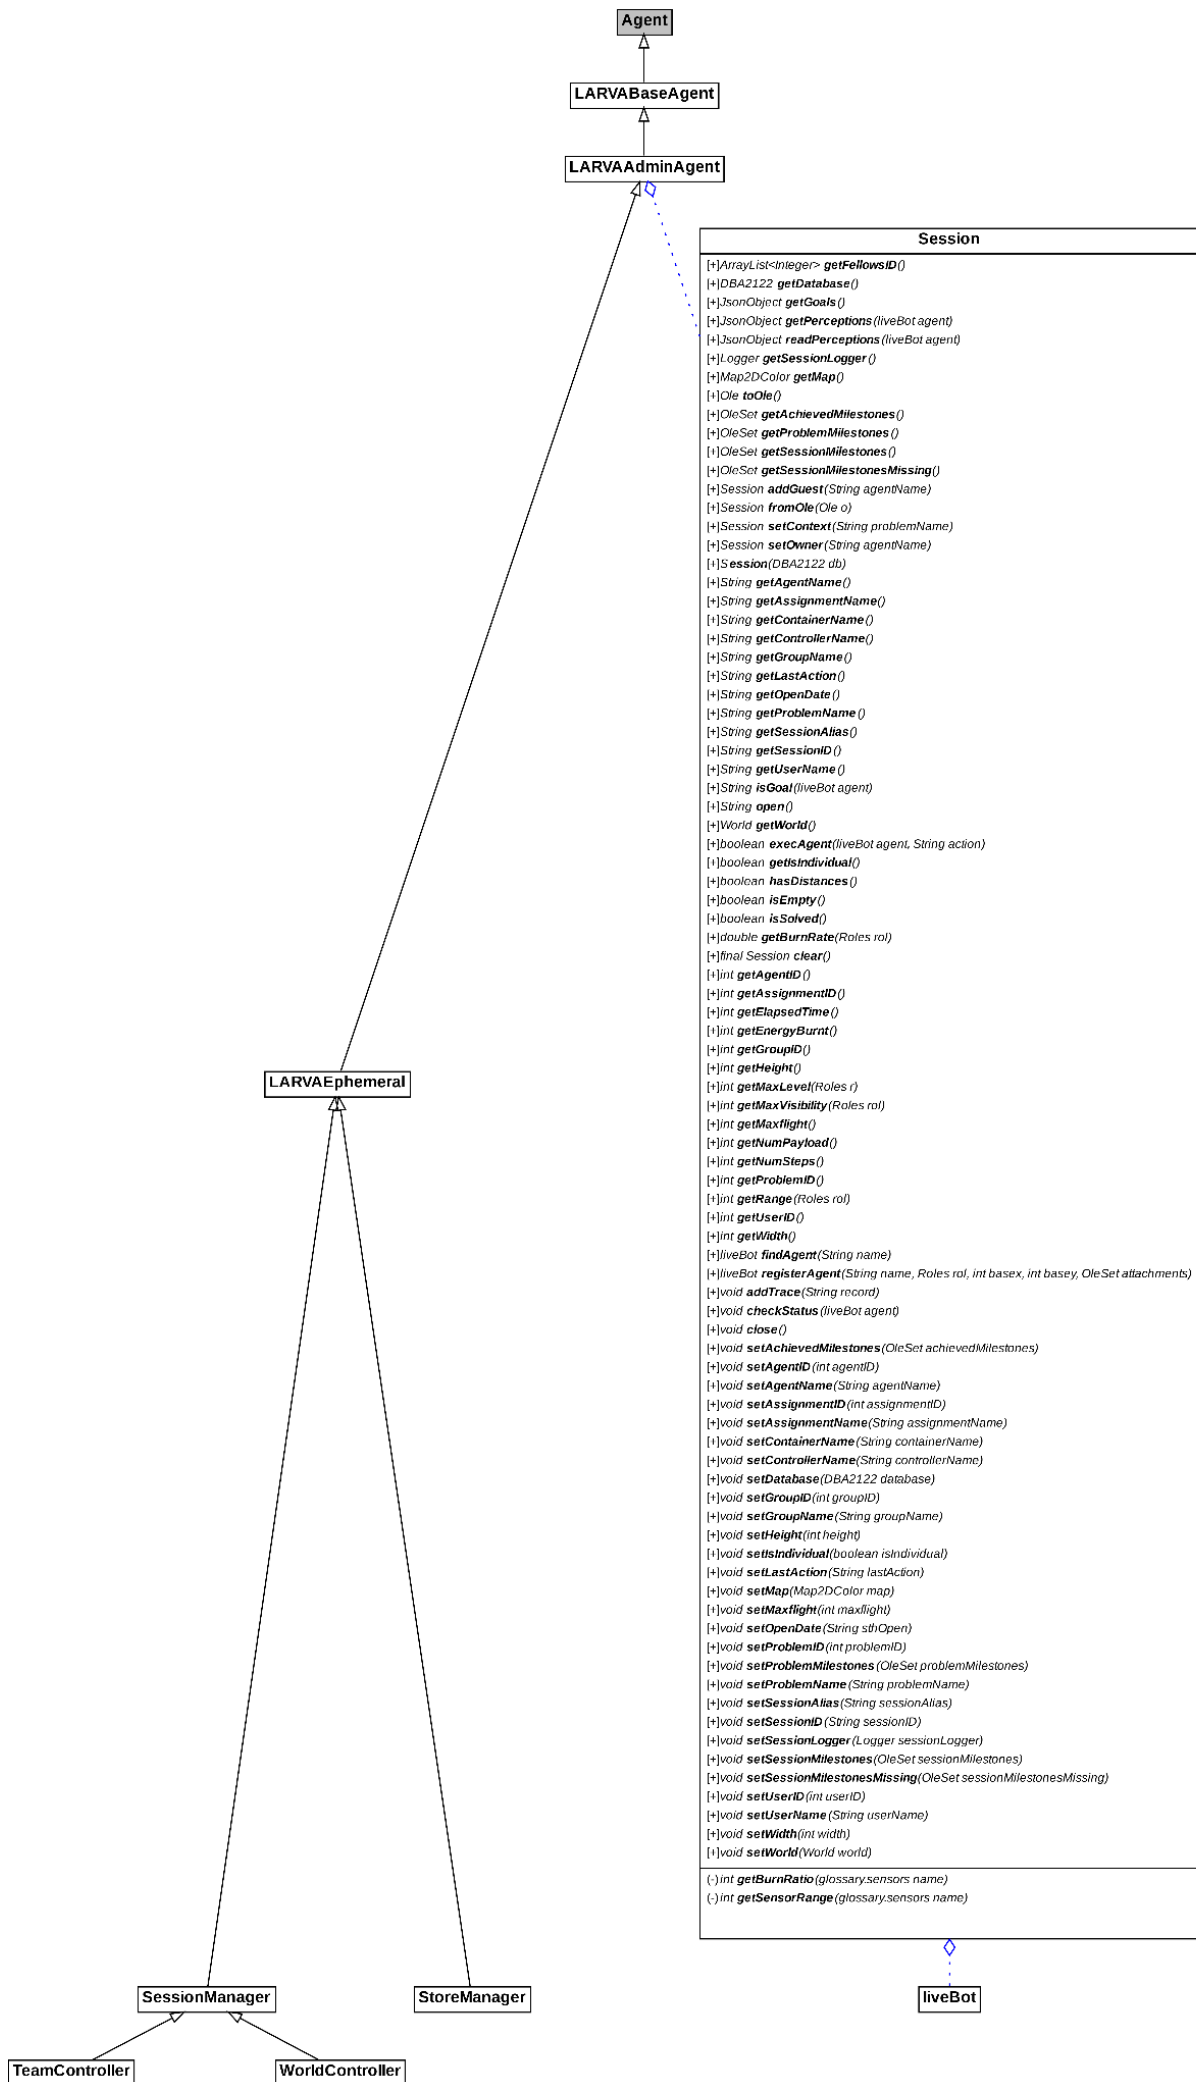 Agent
LARVABaseAgent
LARVAAdminAgent
Session
[+]ArrayList<Integer> getFellowsID()
[+]DBA2122 getDatabase()
[+]JsonObject getGoals()
[+]JsonObject getPerceptions(liveBot agent)
[+]JsonObject readPerceptions(liveBot agent)
[+]Logger getSessionLogger()
[+]Map2DColor getMap()
[+]Ole toOle()
[+]OleSet getAchievedMilestones()
[+]OleSet getProblemMilestones()
[+]OleSet getSessionMilestones()
[+]OleSet getSessionMilestonesMissing()
[+]Session addGuest(String agentName)
[+]Session fromOle(Ole o)
[+]Session setContext(String problemName)
[+]Session setOwner(String agentName)
[+]Session(DBA2122 db)
[+]String getAgentName()
[+]String getAssignmentName()
[+]String getContainerName()
[+]String getControllerName()
[+]String getGroupName()
[+]String getLastAction()
[+]String getOpenDate()
[+]String getProblemName()
[+]String getSessionAlias()
[+]String getSessionID()
[+]String getUserName()
[+]String isGoal(liveBot agent)
[+]String open()
[+]World getWorld()
[+]boolean execAgent(liveBot agent, String action)
[+]boolean getIsIndividual()
[+]boolean hasDistances()
[+]boolean isEmpty()
[+]boolean isSolved()
[+]double getBurnRate(Roles rol)
[+]final Session clear()
[+]int getAgentID()
[+]int getAssignmentID()
[+]int getElapsedTime()
[+]int getEnergyBurnt()
[+]int getGroupID()
[+]int getHeight()
[+]int getMaxLevel(Roles r)
[+]int getMaxVisibility(Roles rol)
[+]int getMaxflight()
[+]int getNumPayload()
[+]int getNumSteps()
[+]int getProblemID()
[+]int getRange(Roles rol)
[+]int getUserID()
[+]int getWidth()
[+]liveBot findAgent(String name)
[+]liveBot registerAgent(String name, Roles rol, int basex, int basey, OleSet attachments)
[+]void addTrace(String record)
[+]void checkStatus(liveBot agent)
[+]void close()
[+]void setAchievedMilestones(OleSet achievedMilestones)
[+]void setAgentID(int agentID)
[+]void setAgentName(String agentName)
[+]void setAssignmentID(int assignmentID)
[+]void setAssignmentName(String assignmentName)
[+]void setContainerName(String containerName)
[+]void setControllerName(String controllerName)
[+]void setDatabase(DBA2122 database)
[+]void setGroupID(int groupID)
[+]void setGroupName(String groupName)
[+]void setHeight(int height)
[+]void setIsIndividual(boolean isIndividual)
[+]void setLastAction(String lastAction)
[+]void setMap(Map2DColor map)
[+]void setMaxflight(int maxflight)
[+]void setOpenDate(String sthOpen)
[+]void setProblemID(int problemID)
[+]void setProblemMilestones(OleSet problemMilestones)
[+]void setProblemName(String problemName)
[+]void setSessionAlias(String sessionAlias)
[+]void setSessionID(String sessionID)
[+]void setSessionLogger(Logger sessionLogger)
[+]void setSessionMilestones(OleSet sessionMilestones)
[+]void setSessionMilestonesMissing(OleSet sessionMilestonesMissing)
[+]void setUserID(int userID)
[+]void setUserName(String userName)
[+]void setWidth(int width)
[+]void setWorld(World world)
(-)int getBurnRatio(glossary.sensors name)
(-)int getSensorRange(glossary.sensors name)
LARVAEphemeral
SessionManager
StoreManager
liveBot
TeamController
WorldController